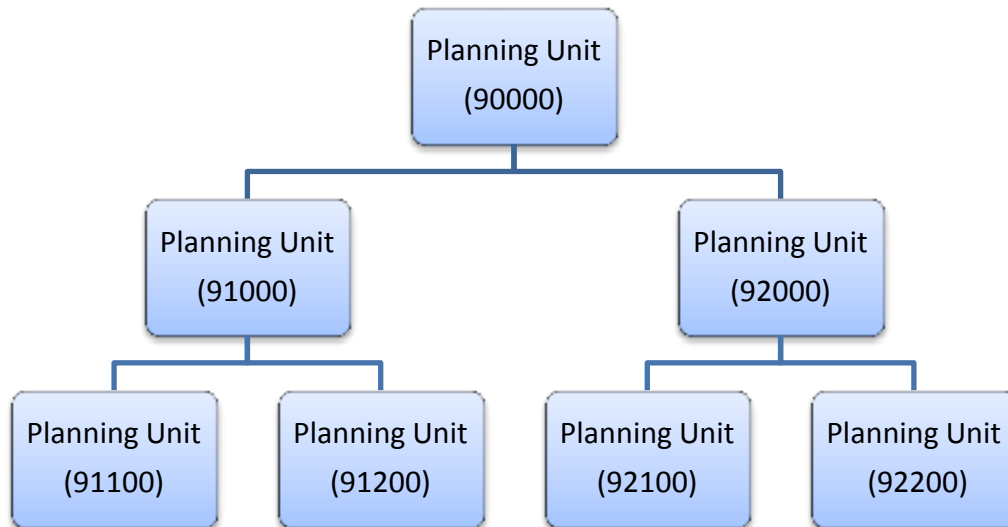 Planning Unit
(90000)
Planning Unit
(91000)
Planning Unit
(92000)
Planning Unit
(91100)
Planning Unit
(91200)
Planning Unit
(92100)
Planning Unit
(92200)